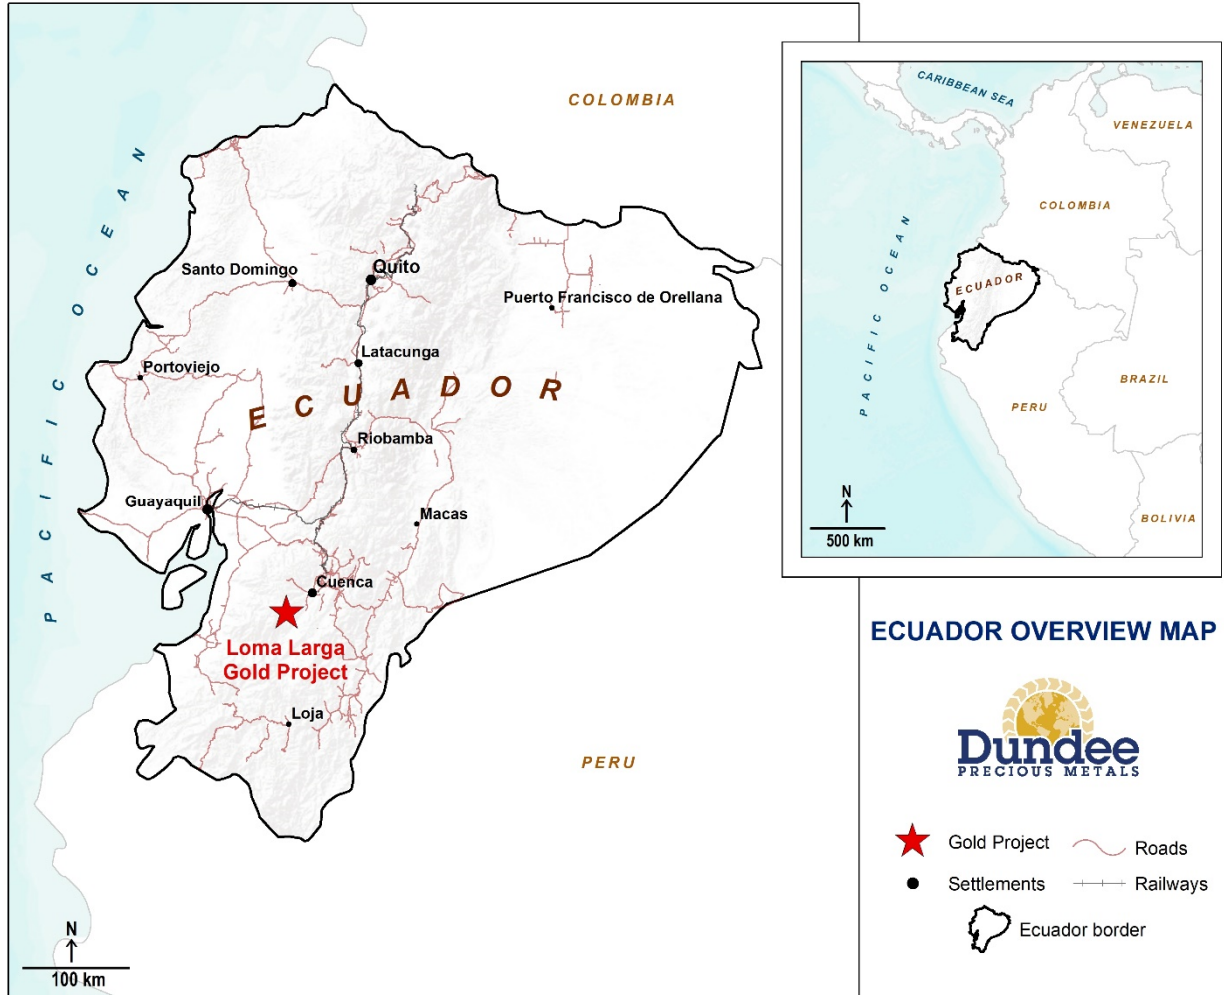 COLOMBIA
PACIFIC OCEAN
Santo Domingo
Quito
Puerto Francisco de Orellana
Latacunga
Portoviejo
ECUADOR
Riobamba
Guayaquil
Macas
Cuenca
Loma Larga
Gold Project
Loja
PERU
N
100 km
CARIBBEAN SEA
VENEZUELA
COLOMBIA
PACIFIC OCEAN
ECUADOR
BRAZIL
PERU
N
500 km
BOLIVIA
ECUADOR OVERVIEW MAP
Dundee
PRECIOUS METALS
Gold Project
Roads
Settlements
Railways
Ecuador border